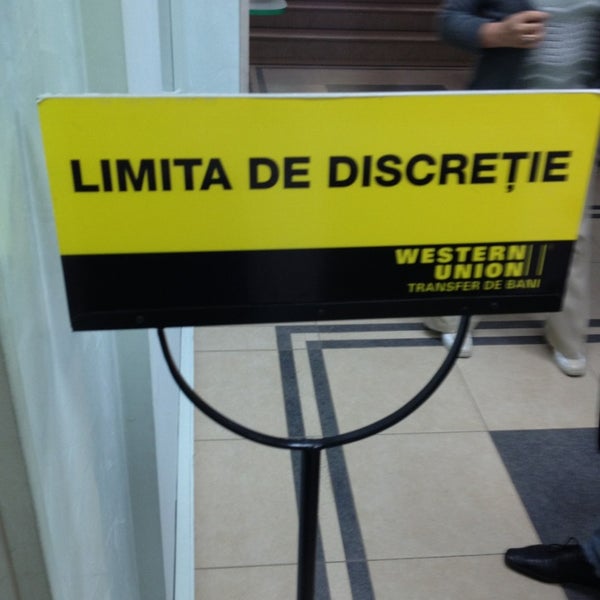 LIMITA DE DISCREȚIE
WESTERN
UNION
TRANSFER DE BANI